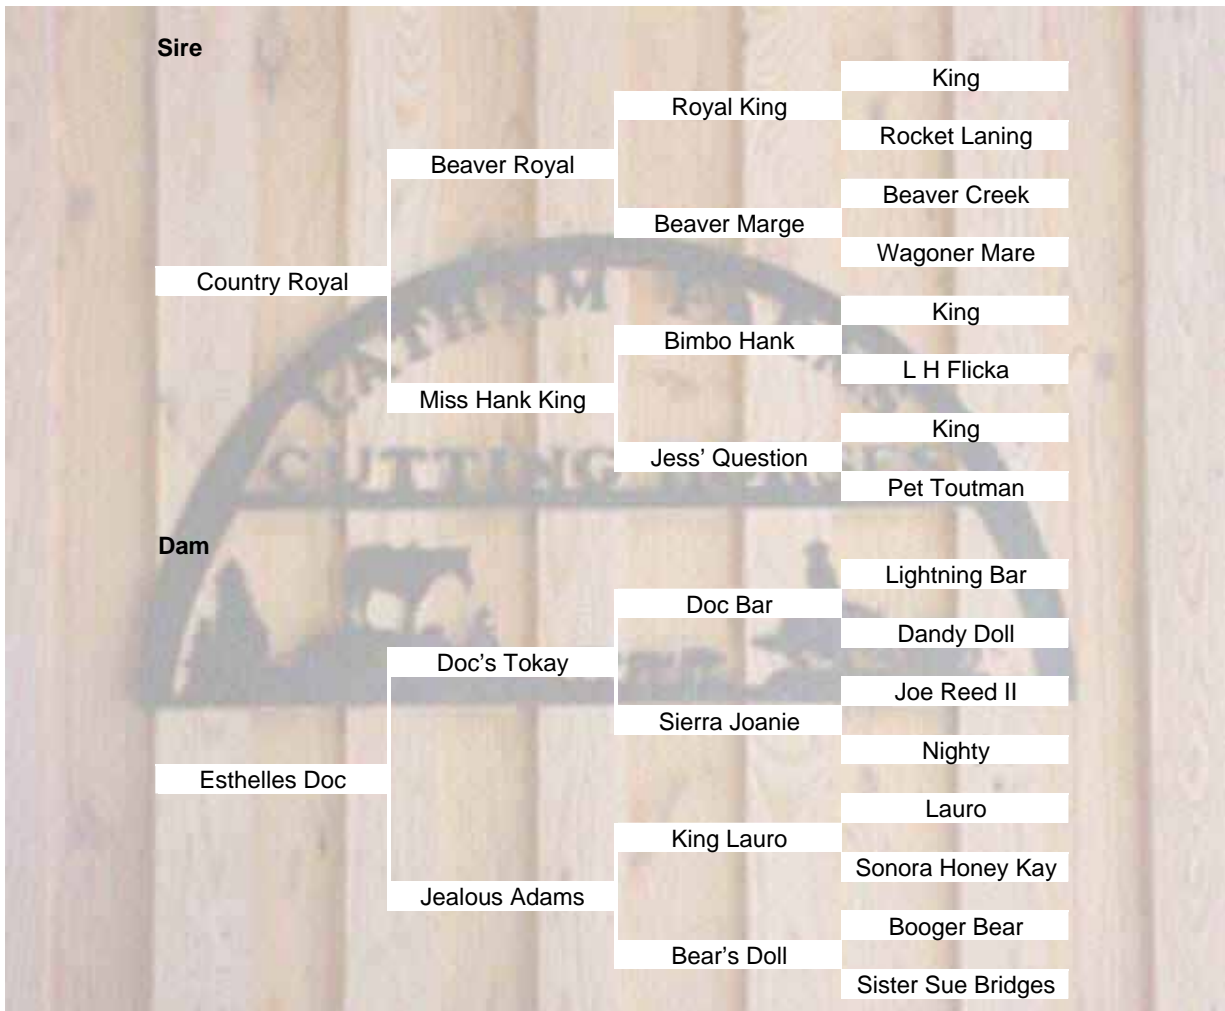 Sire
King
Royal King
Rocket Laning
Beaver Royal
Beaver Creek
Beaver Marge
Wagoner Mare
Country Royal
King
Bimbo Hank
L H Flicka
Miss Hank King
King
Jess’ Question
Pet Toutman
CUTTING
Dam
Lightning Bar
Doc Bar
Dandy Doll
Doc’s Tokay
Joe Reed II
Sierra Joanie
Nighty
Esthelles Doc
Lauro
King Lauro
Sonora Honey Kay
Jealous Adams
Booger Bear
Bear’s Doll
Sister Sue Bridges